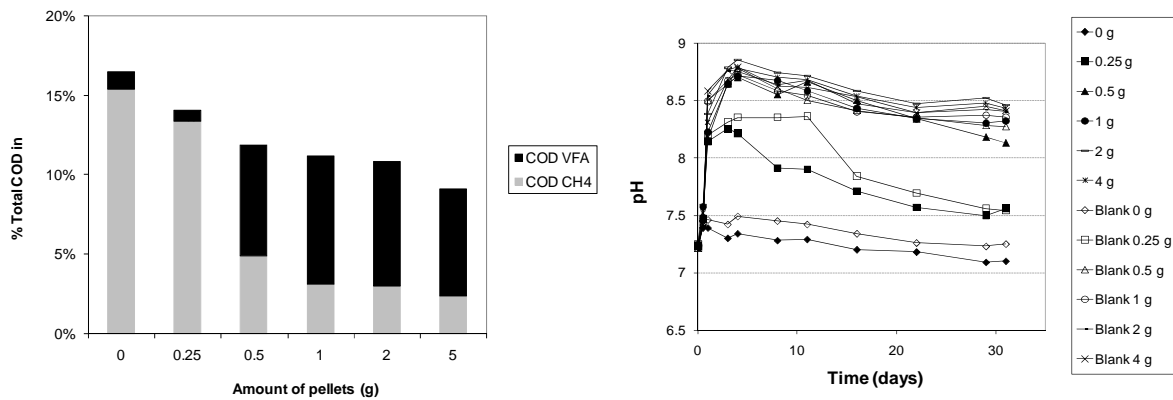 20%
15%
10%
5%
0%
% Total COD in
0 0.25 0.5 1 2 5
Amount of pellets (g)
COD VFA
COD CH4
9
8.5
8
7.5
7
6.5
pH
0 10 20 30
Time (days)
0 g
0.25 g
0.5 g
1 g
2 g
4 g
Blank 0 g
Blank 0.25 g
Blank 0.5 g
Blank 1 g
Blank 2 g
Blank 4 g